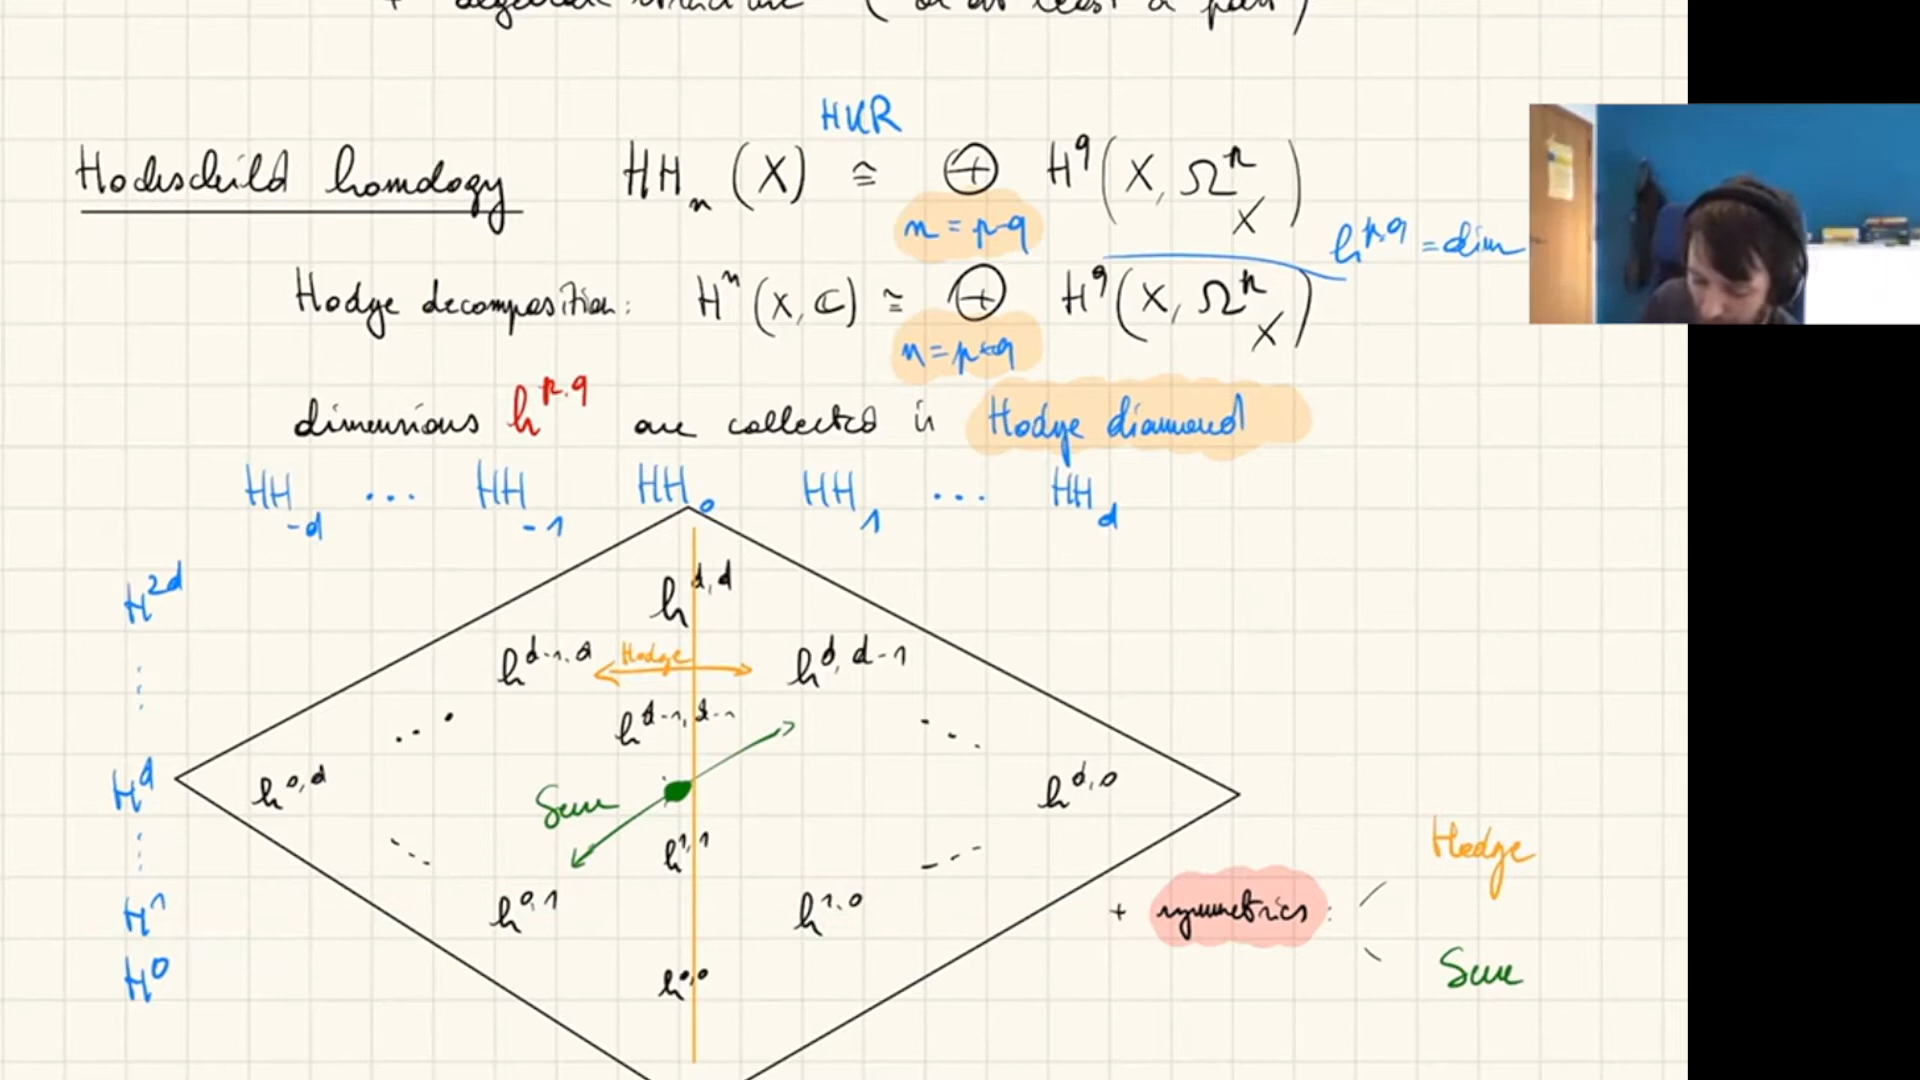 HKR
Hochschild homology HHₙ (X) ≅ ⊕ H^q (X, Ω^p_X)
n = p-q h^{p,q} = dim
Hodge decomposition: Hⁿ (X, ℂ) ≅ ⊕ H^q (X, Ω^p_X)
n = p+q
dimensions h^{p,q} are collected in Hodge diamond
HH_{-d} ... HH_{-1} HH_0 HH_1 ... HH_d
H^{2d} h^{d,d}
h^{d-1,d} Hodge h^{d,d-1}
⋮ h^{d-1,d-1}
H^d h^{0,d} Serre h^{d,0}
⋮ h^{1,1} Hodge
H^1 h^{0,1} h^{1,0} + symmetries:
H^0 h^{0,0} Serre